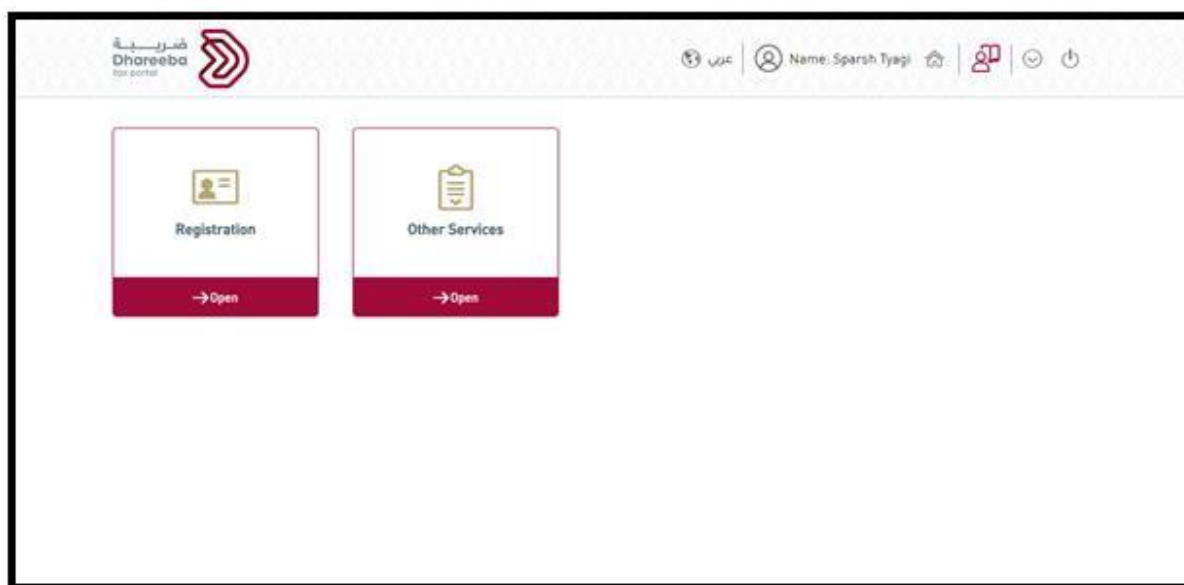 ضريبة
Dhareeba
tax portal
عربي
Name: Sparsh Tyagi
Registration
Other Services
Open
Open